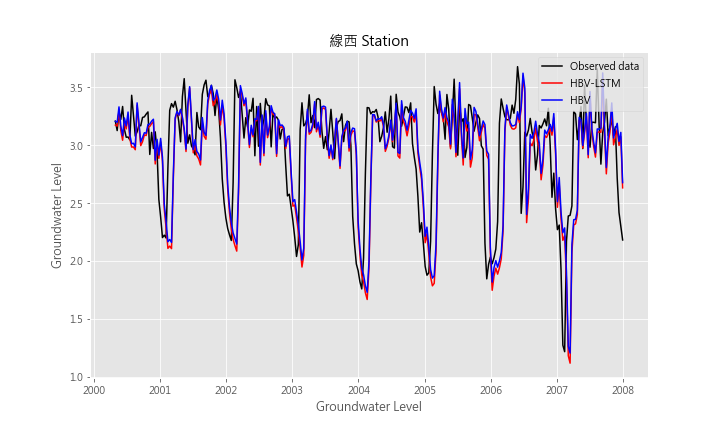 線西 Station
Observed data
HBV-LSTM
HBV
Groundwater Level
3.5
3.0
2.5
2.0
1.5
1.0
2000 2001 2002 2003 2004 2005 2006 2007 2008
Groundwater Level